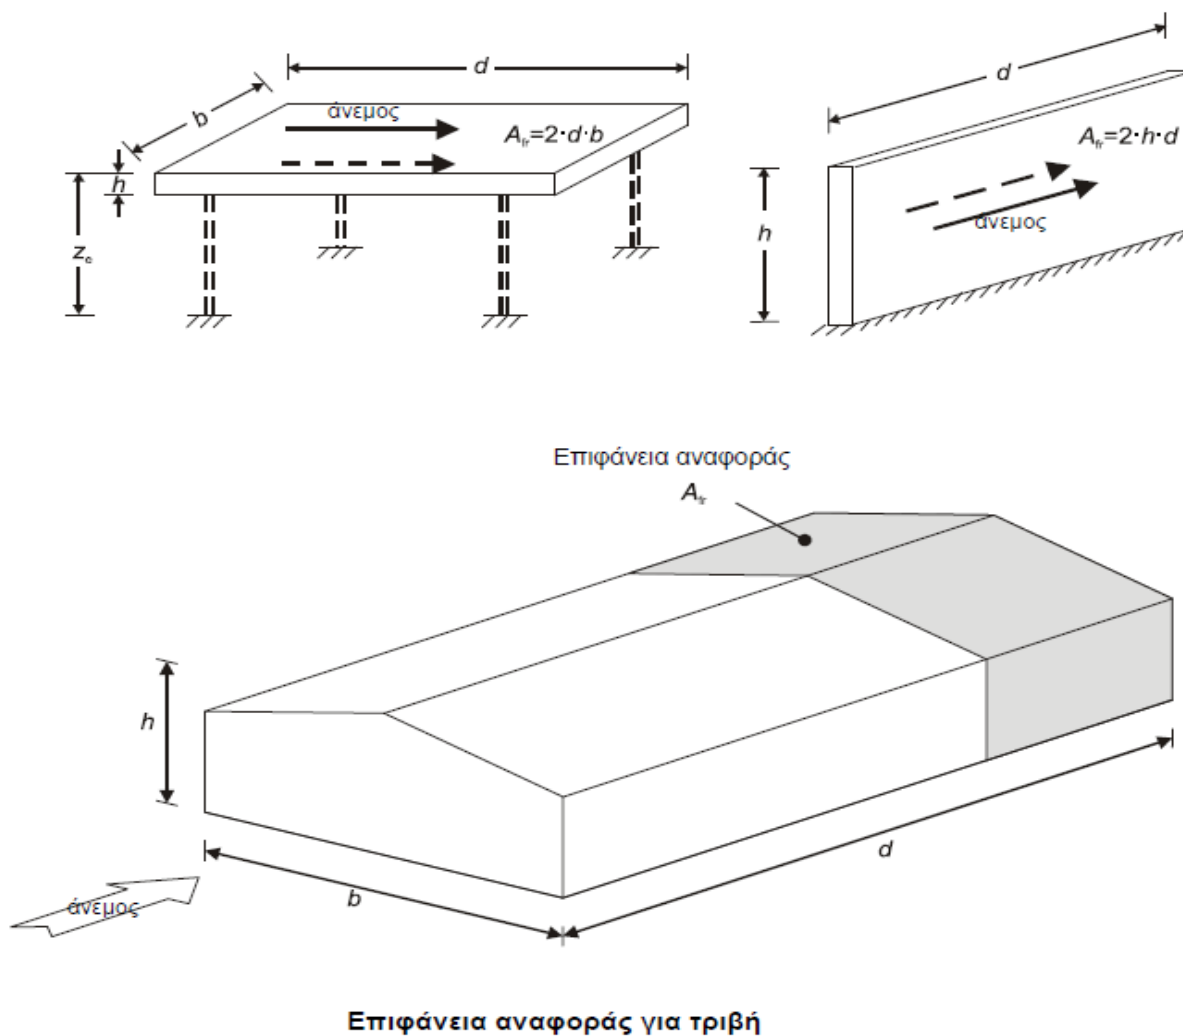 d
b
άνεμος
A_fr=2·d·b
h
z_e
d
A_fr=2·h·d
h
άνεμος
Επιφάνεια αναφοράς
A_fr
h
d
b
άνεμος
Επιφάνεια αναφοράς για τριβή